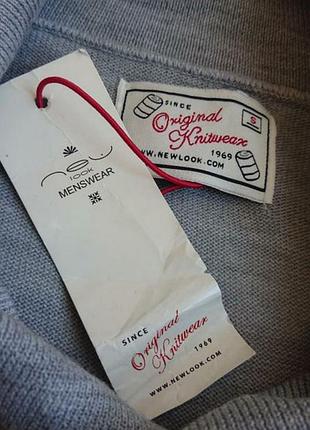 new
look
MENSWEAR
SINCE
Original
Knitwear
1969
WWW.NEWLOOK.COM
SINCE
Original
Knitwear
S
1969
WWW.NEWLOOK.COM